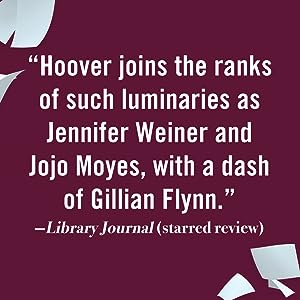 “Hoover joins the ranks
of such luminaries as
Jennifer Weiner and
Jojo Moyes, with a dash
of Gillian Flynn.”
—Library Journal (starred review)